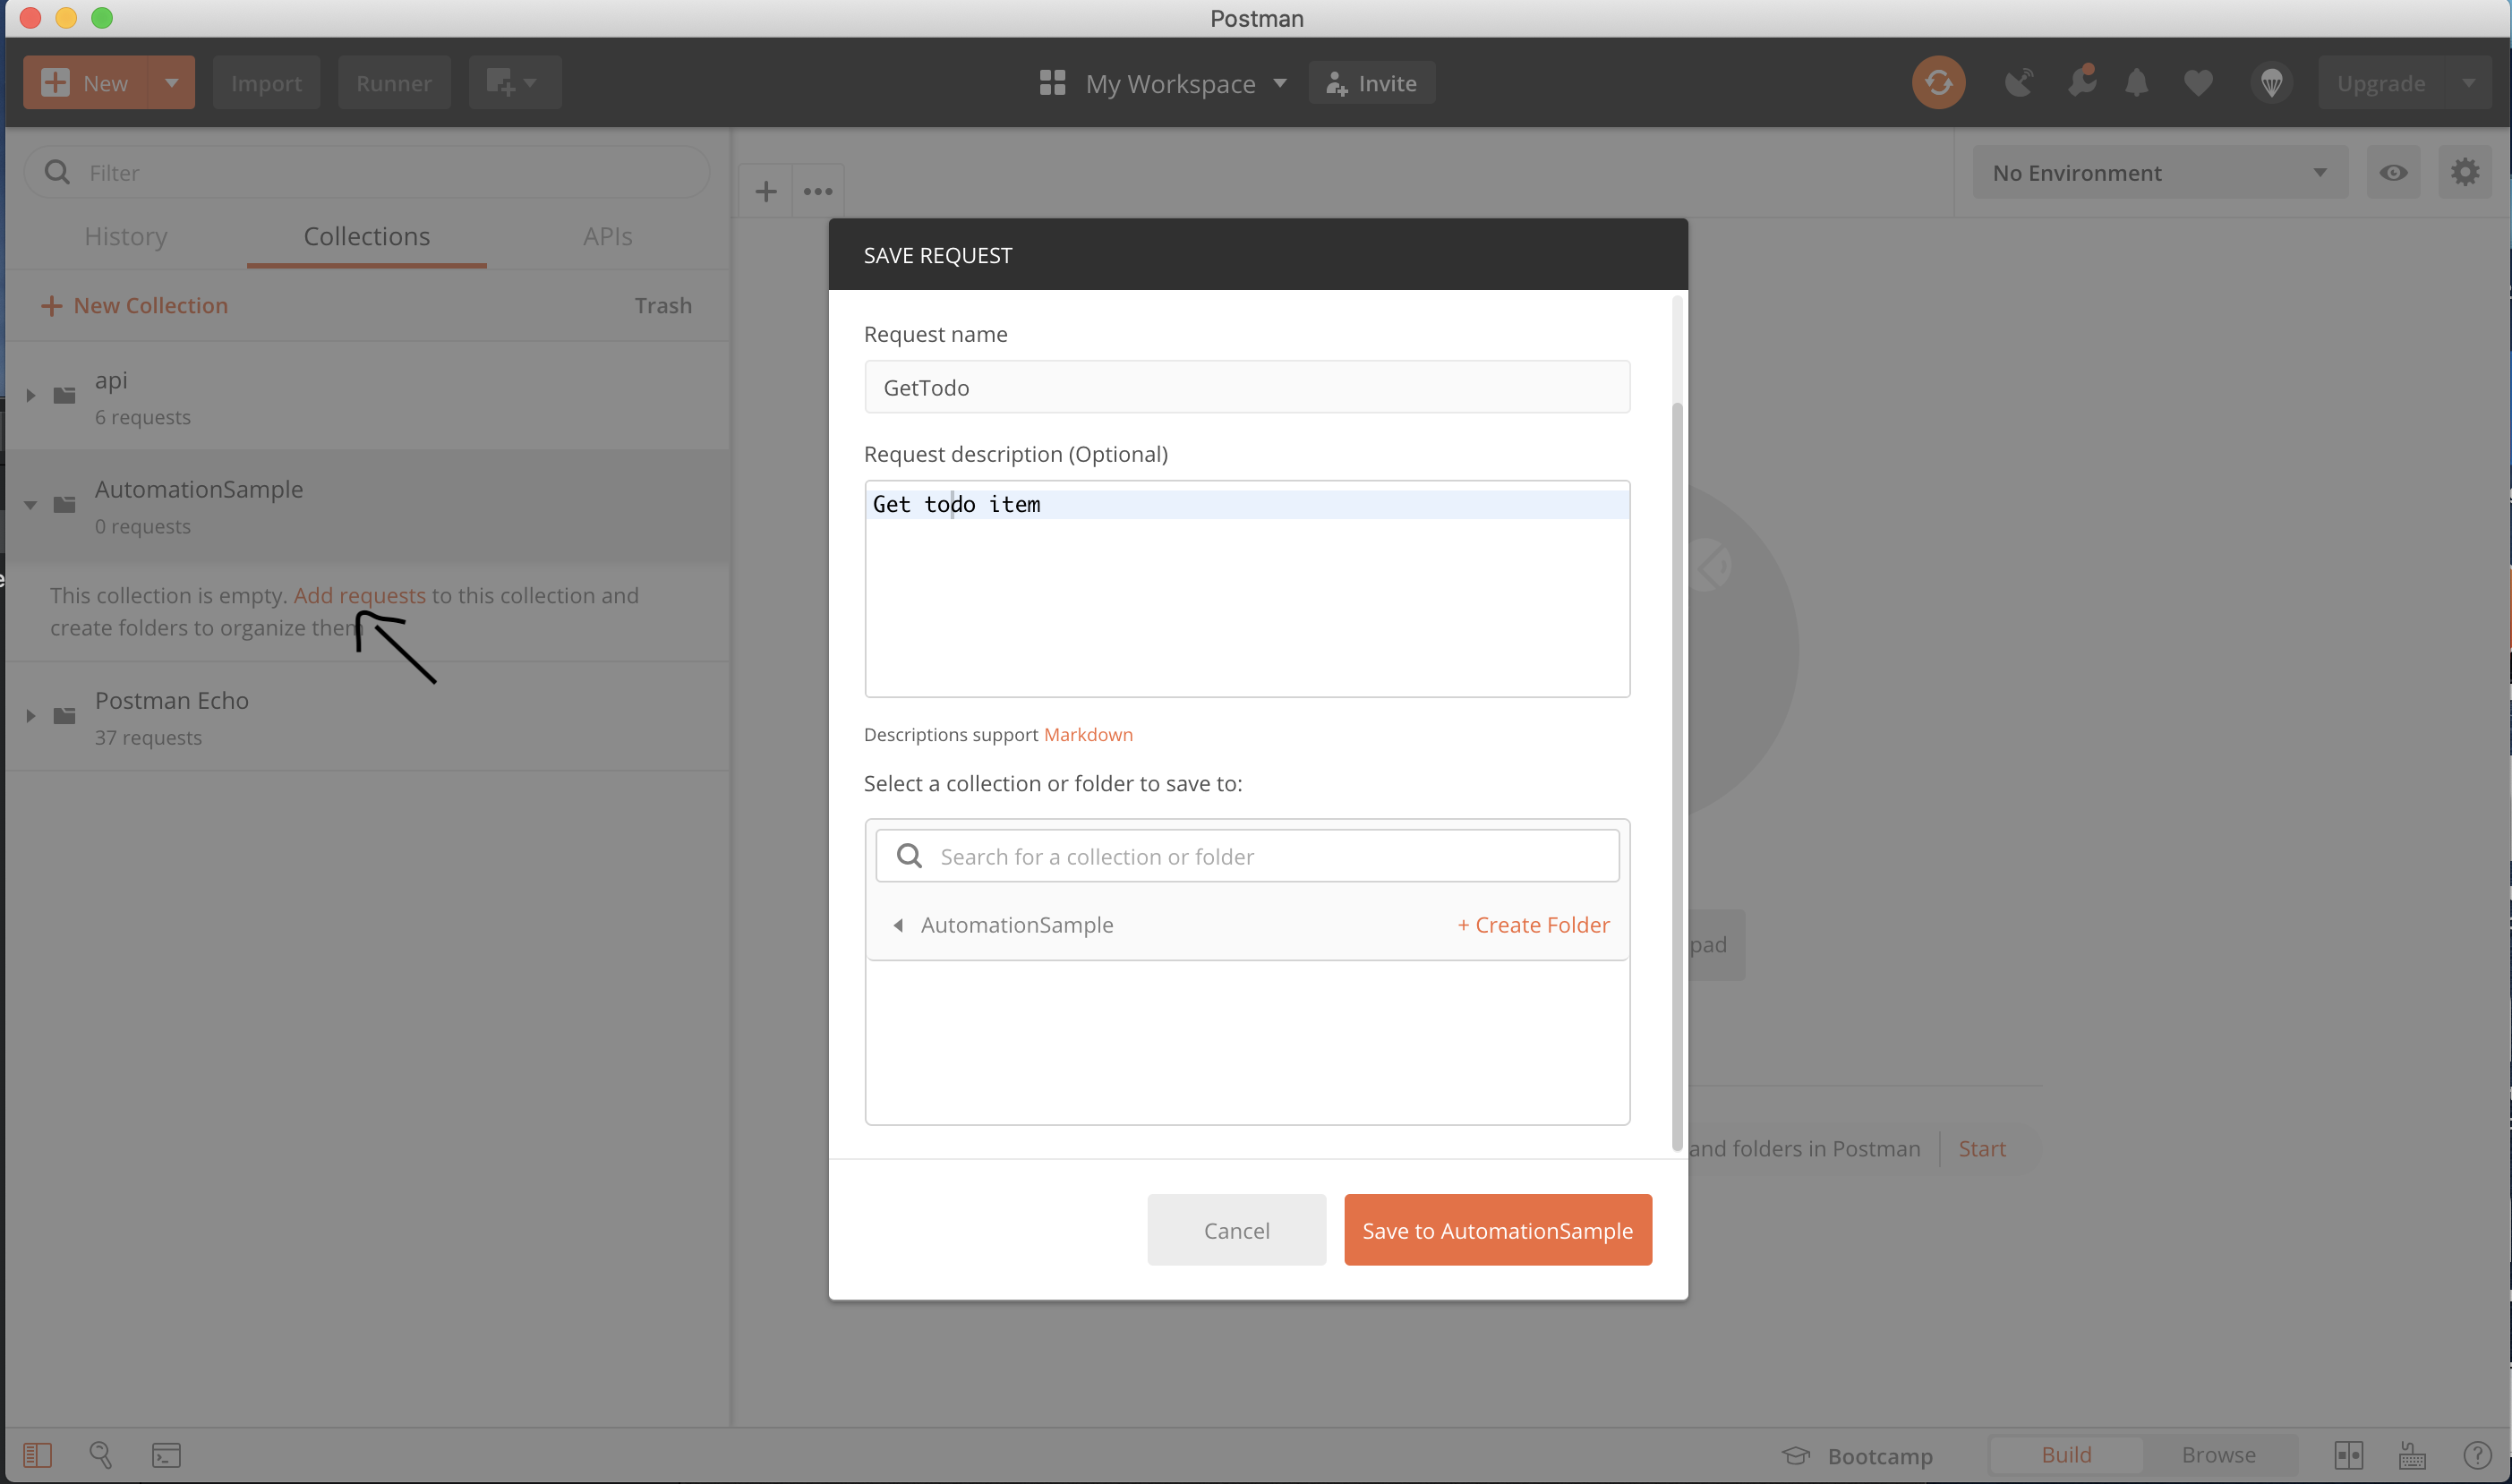 Postman
New
Import
Runner
My Workspace
Invite
Upgrade
Filter
No Environment
History
Collections
APIs
+ New Collection
Trash
api
6 requests
AutomationSample
0 requests
This collection is empty. Add requests to this collection and
create folders to organize them
Postman Echo
37 requests
SAVE REQUEST
Request name
GetTodo
Request description (Optional)
Get todo item
Descriptions support Markdown
Select a collection or folder to save to:
Search for a collection or folder
AutomationSample
+ Create Folder
Cancel
Save to AutomationSample
pad
and folders in Postman
Start
Bootcamp
Build
Browse